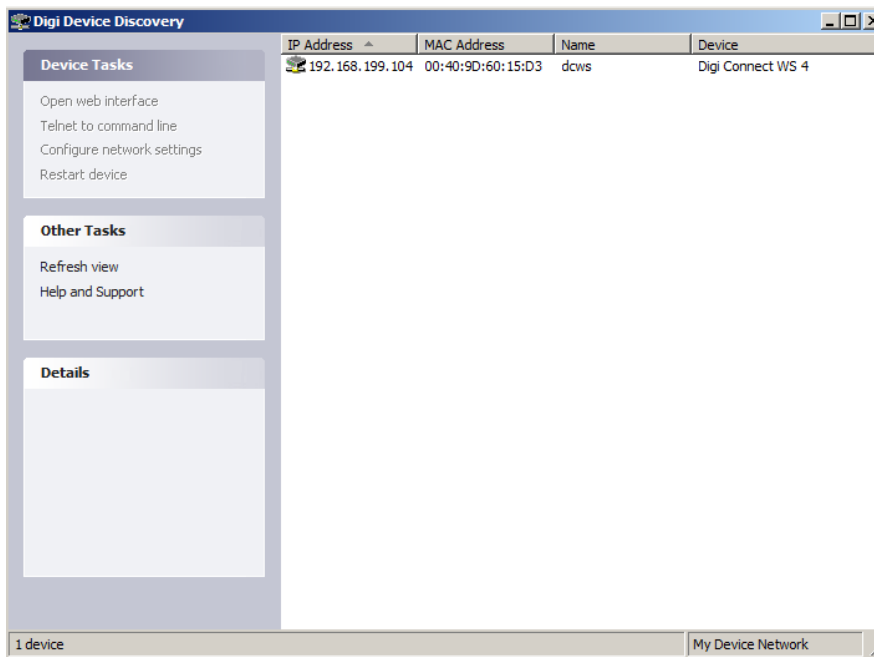 Digi Device Discovery
IP Address MAC Address Name Device
192.168.199.104 00:40:9D:60:15:D3 dcws Digi Connect WS 4
Device Tasks
Open web interface
Telnet to command line
Configure network settings
Restart device
Other Tasks
Refresh view
Help and Support
Details
1 device
My Device Network